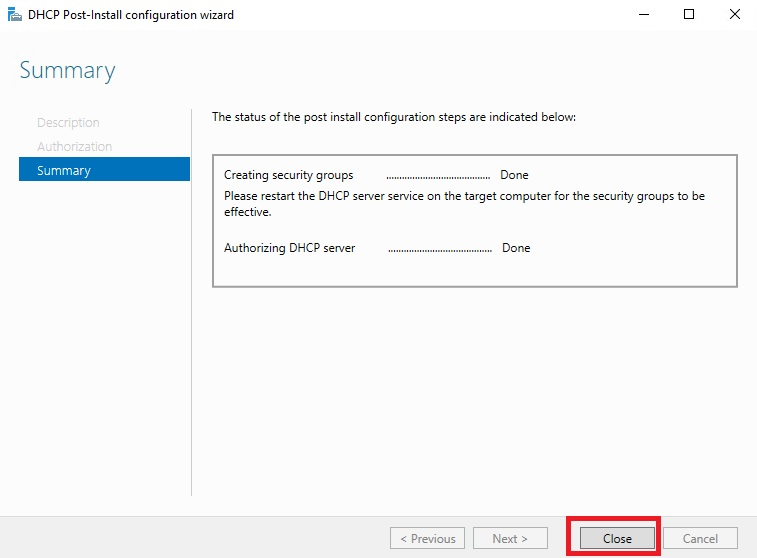 DHCP Post-Install configuration wizard
Summary
Description
Authorization
Summary
The status of the post install configuration steps are indicated below:
Creating security groups ........................................ Done
Please restart the DHCP server service on the target computer for the security groups to be
effective.
Authorizing DHCP server ........................................ Done
< Previous Next > Close Cancel